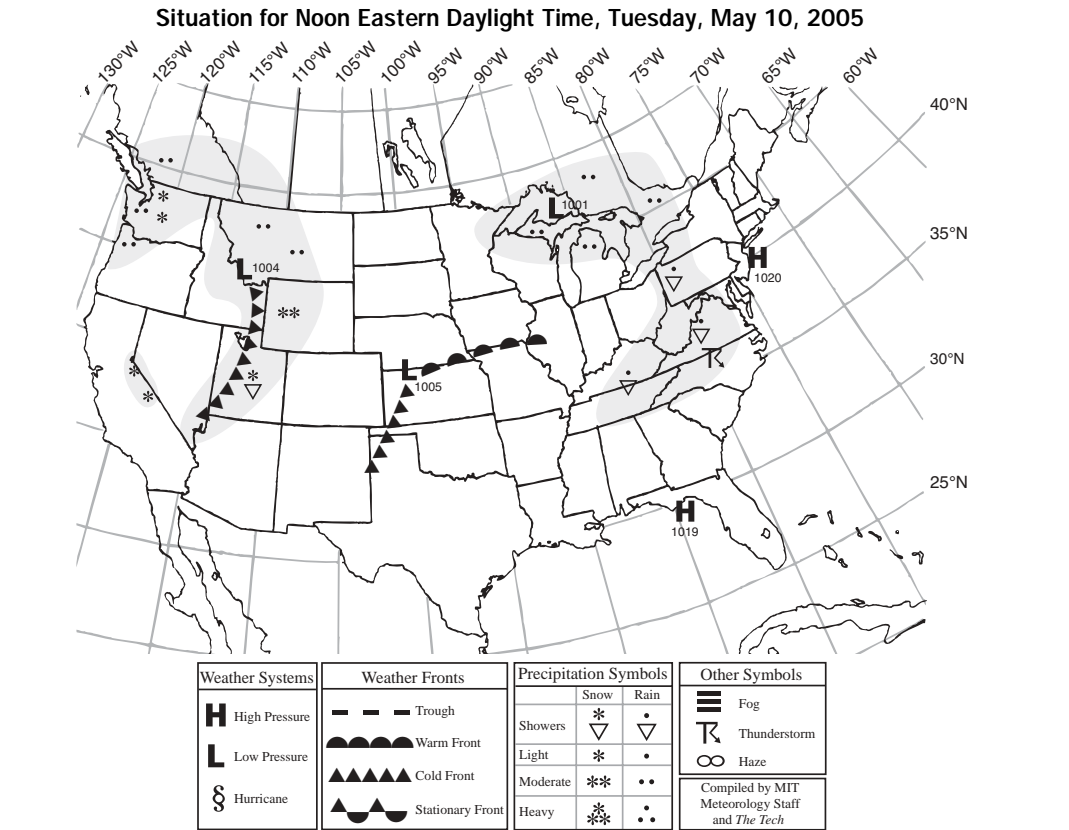 Situation for Noon Eastern Daylight Time, Tuesday, May 10, 2005
130°W 125°W 120°W 115°W 110°W 105°W 100°W 95°W 90°W 85°W 80°W 75°W 70°W 65°W 60°W
40°N
35°N
30°N
25°N
L 1001
L 1004
H
1020
L
1005
H
1019
Weather Systems
H High Pressure
L Low Pressure
§ Hurricane
Weather Fronts
Trough
Warm Front
Cold Front
Stationary Front
Precipitation Symbols
Snow Rain
Showers
Light
Moderate
Heavy
Other Symbols
Fog
Thunderstorm
Haze
Compiled by MIT
Meteorology Staff
and The Tech